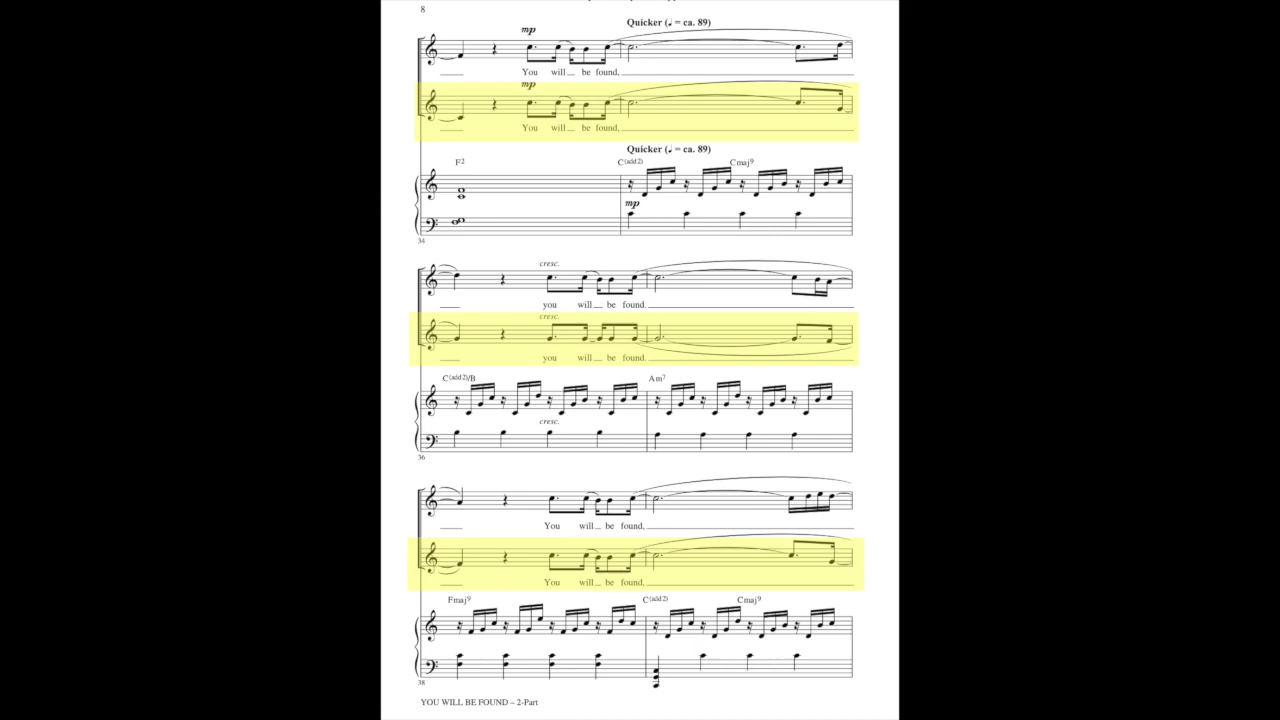 8
Quicker (♩ = ca. 89)
mp
You will be found,
mp
You will be found,
Quicker (♩ = ca. 89)
F2 C(add2) Cmaj9
mp
34
cresc.
you will be found.
cresc.
you will be found.
C(add2)/B Am7
cresc.
36
You will be found,
You will be found,
Fmaj9 C(add2) Cmaj9
38
YOU WILL BE FOUND – 2-Part